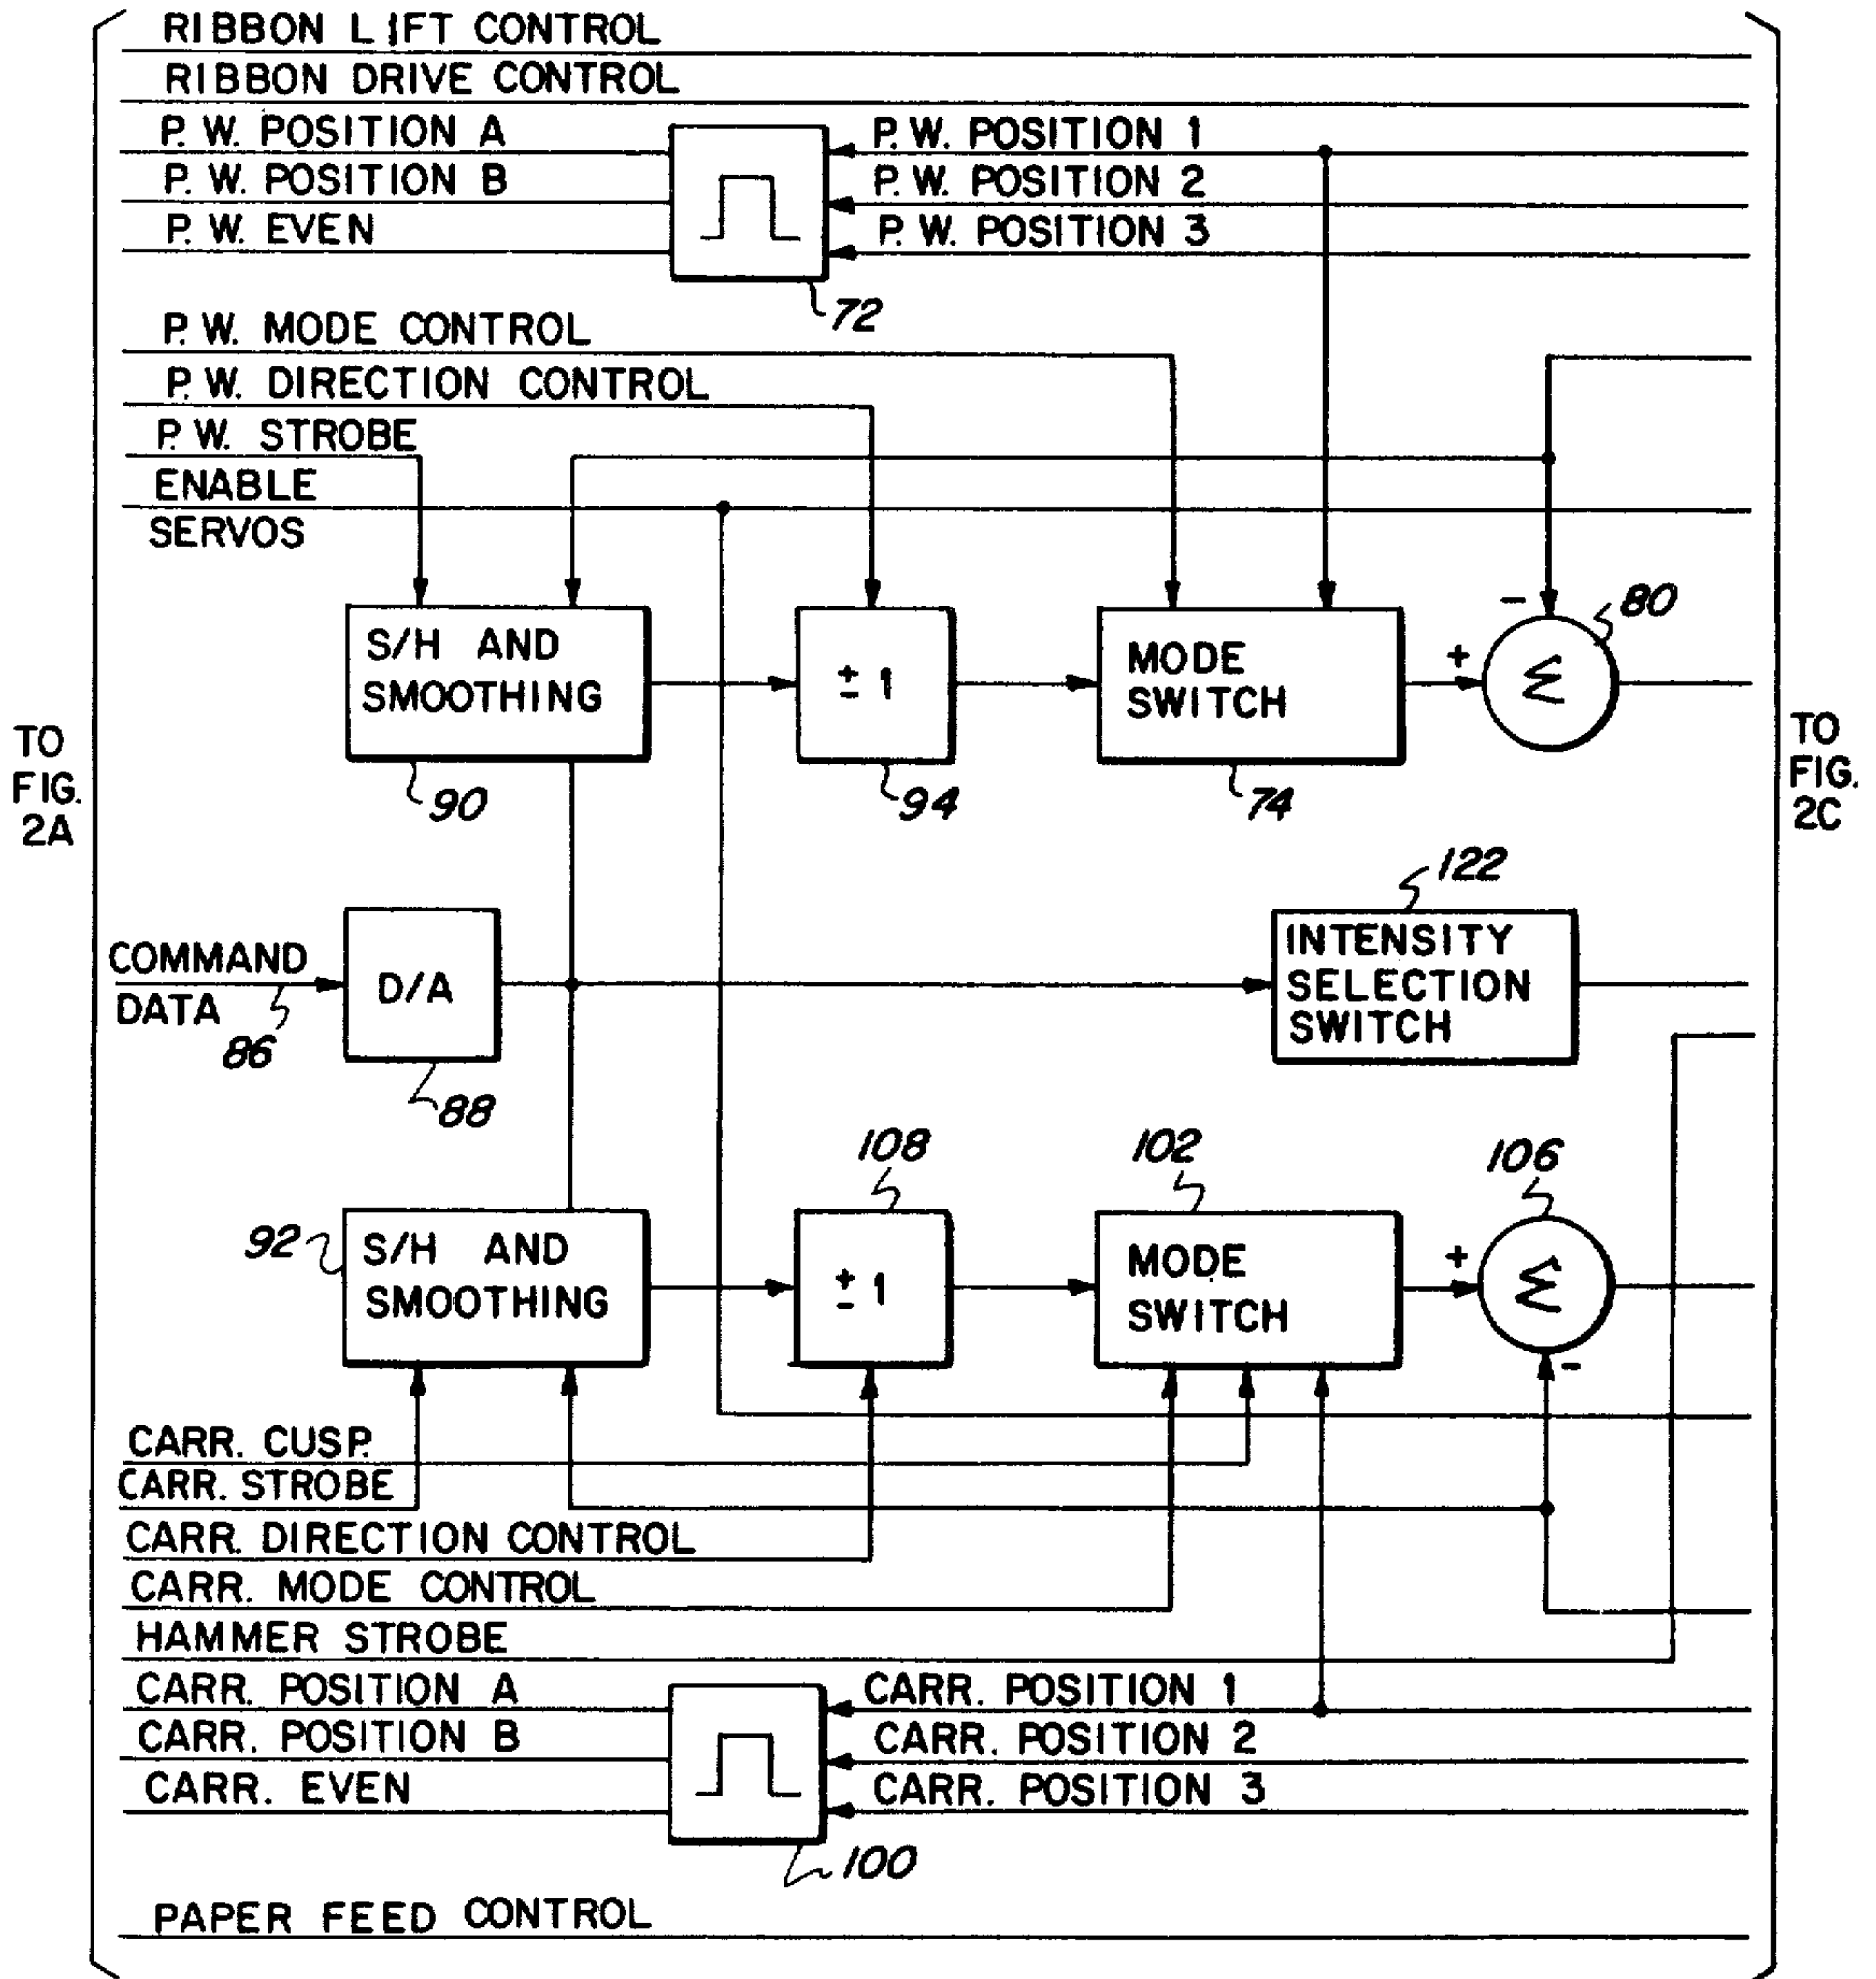 RIBBON LIFT CONTROL
RIBBON DRIVE CONTROL
P.W. POSITION A
P.W. POSITION 1
P.W. POSITION B
P.W. POSITION 2
P.W. EVEN
P.W. POSITION 3
72
P.W. MODE CONTROL
P.W. DIRECTION CONTROL
P.W. STROBE
ENABLE
SERVOS
S/H AND
SMOOTHING
90
± 1
94
MODE
SWITCH
74
+
-
Σ
80
TO
FIG.
2A
TO
FIG.
2C
COMMAND
DATA
86
D/A
88
122
INTENSITY
SELECTION
SWITCH
92
S/H AND
SMOOTHING
108
± 1
102
MODE
SWITCH
106
+
Σ
-
CARR. CUSP.
CARR. STROBE
CARR. DIRECTION CONTROL
CARR. MODE CONTROL
HAMMER STROBE
CARR. POSITION A
CARR. POSITION 1
CARR. POSITION B
CARR. POSITION 2
CARR. EVEN
CARR. POSITION 3
100
PAPER FEED CONTROL